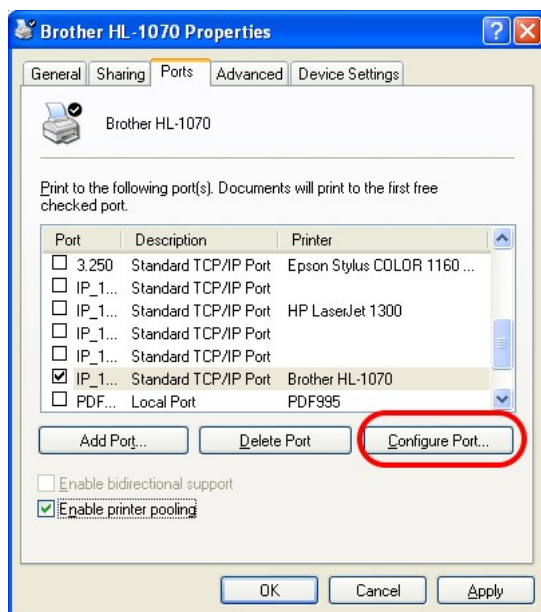 Brother HL-1070 Properties
General Sharing Ports Advanced Device Settings
Brother HL-1070
Print to the following port(s). Documents will print to the first free
checked port.
Port Description Printer
3.250 Standard TCP/IP Port Epson Stylus COLOR 1160 ...
IP_1... Standard TCP/IP Port
IP_1... Standard TCP/IP Port HP LaserJet 1300
IP_1... Standard TCP/IP Port
IP_1... Standard TCP/IP Port
IP_1... Standard TCP/IP Port Brother HL-1070
PDF... Local Port PDF995
Add Port... Delete Port Configure Port...
Enable bidirectional support
Enable printer pooling
OK Cancel Apply